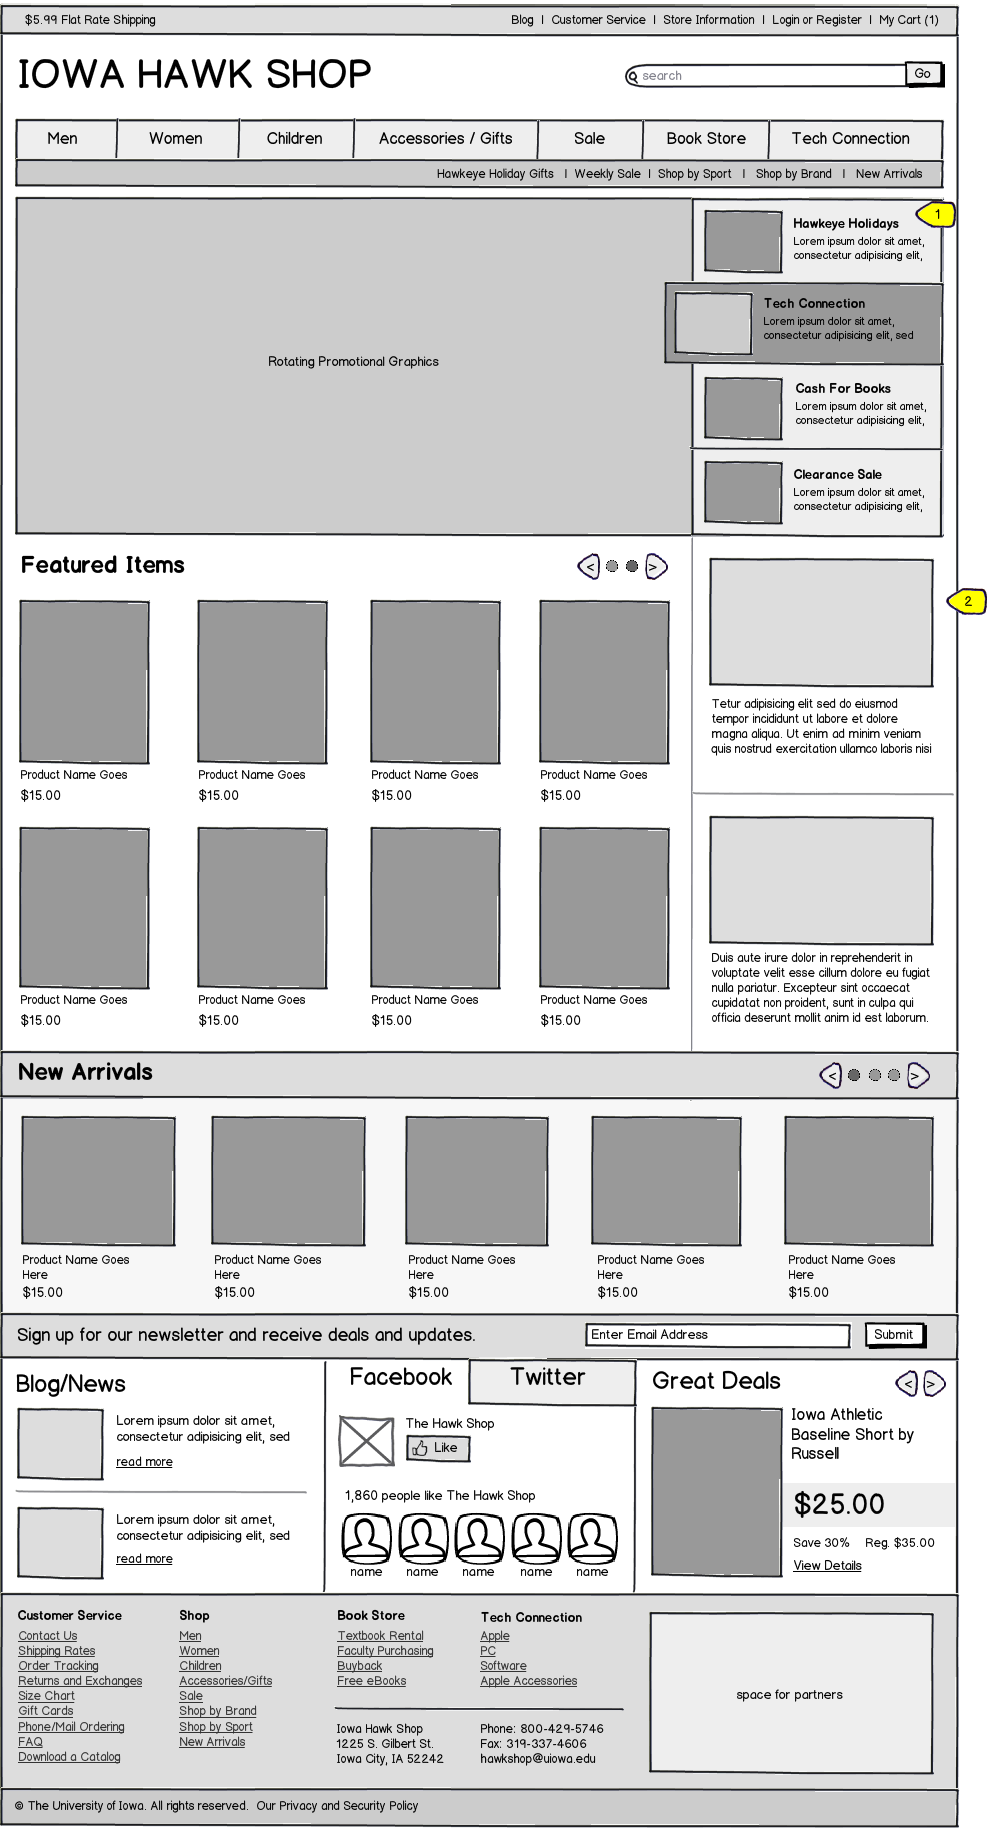 $5.99 Flat Rate Shipping
Blog | Customer Service | Store Information | Login or Register | My Cart (1)
IOWA HAWK SHOP
search
Go
Men Women Children Accessories / Gifts Sale Book Store Tech Connection
Hawkeye Holiday Gifts | Weekly Sale | Shop by Sport | Shop by Brand | New Arrivals
Rotating Promotional Graphics
1
Hawkeye Holidays
Lorem ipsum dolor sit amet,
consectetur adipisicing elit,
Tech Connection
Lorem ipsum dolor sit amet,
consectetur adipisicing elit, sed
Cash For Books
Lorem ipsum dolor sit amet,
consectetur adipisicing elit,
Clearance Sale
Lorem ipsum dolor sit amet,
consectetur adipisicing elit,
Featured Items
< >
Product Name Goes Product Name Goes Product Name Goes Product Name Goes
$15.00 $15.00 $15.00 $15.00
Product Name Goes Product Name Goes Product Name Goes Product Name Goes
$15.00 $15.00 $15.00 $15.00
2
Tetur adipisicing elit sed do eiusmod
tempor incididunt ut labore et dolore
magna aliqua. Ut enim ad minim veniam
quis nostrud exercitation ullamco laboris nisi
Duis aute irure dolor in reprehenderit in
voluptate velit esse cillum dolore eu fugiat
nulla pariatur. Excepteur sint occaecat
cupidatat non proident, sunt in culpa qui
officia deserunt mollit anim id est laborum.
New Arrivals
< >
Product Name Goes Product Name Goes Product Name Goes Product Name Goes Product Name Goes
Here Here Here Here Here
$15.00 $15.00 $15.00 $15.00 $15.00
Sign up for our newsletter and receive deals and updates.
Enter Email Address
Submit
Blog/News
Lorem ipsum dolor sit amet,
consectetur adipisicing elit, sed
read more
Lorem ipsum dolor sit amet,
consectetur adipisicing elit, sed
read more
Facebook Twitter
The Hawk Shop
Like
1,860 people like The Hawk Shop
name name name name name
Great Deals
< >
Iowa Athletic
Baseline Short by
Russell
$25.00
Save 30% Reg. $35.00
View Details
Customer Service
Contact Us
Shipping Rates
Order Tracking
Returns and Exchanges
Size Chart
Gift Cards
Phone/Mail Ordering
FAQ
Download a Catalog
Shop
Men
Women
Children
Accessories/Gifts
Sale
Shop by Brand
Shop by Sport
New Arrivals
Book Store
Textbook Rental
Faculty Purchasing
Buyback
Free eBooks
Tech Connection
Apple
PC
Software
Apple Accessories
Iowa Hawk Shop
1225 S. Gilbert St.
Iowa City, IA 52242
Phone: 800-429-5746
Fax: 319-337-4606
hawkshop@uiowa.edu
space for partners
© The University of Iowa. All rights reserved. Our Privacy and Security Policy